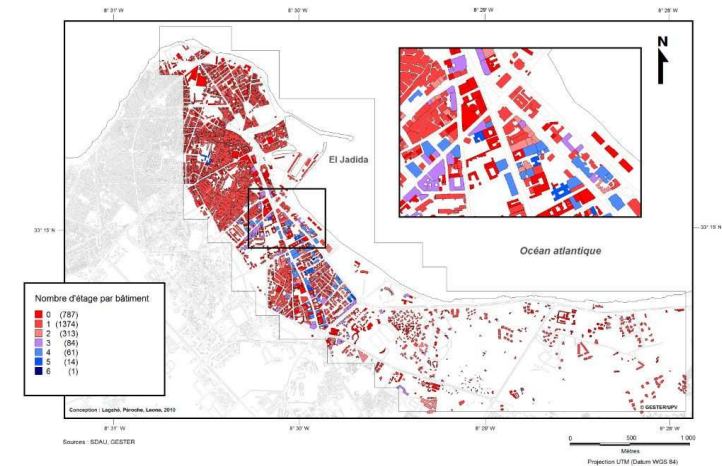 8° 31' W
8° 30' W
8° 29' W
8° 28' W
N
El Jadida
33° 15' N
33° 15' N
Océan atlantique
Nombre d'étage par bâtiment
0 (787)
1 (1374)
2 (313)
3 (84)
4 (61)
5 (14)
6 (1)
Conception : Lagahé, Péroche, Leone, 2010
© GESTER/UPV
8° 31' W
8° 30' W
8° 29' W
8° 28' W
Sources : SDAU, GESTER
0 500 1 000
Mètres
Projection UTM (Datum WGS 84)